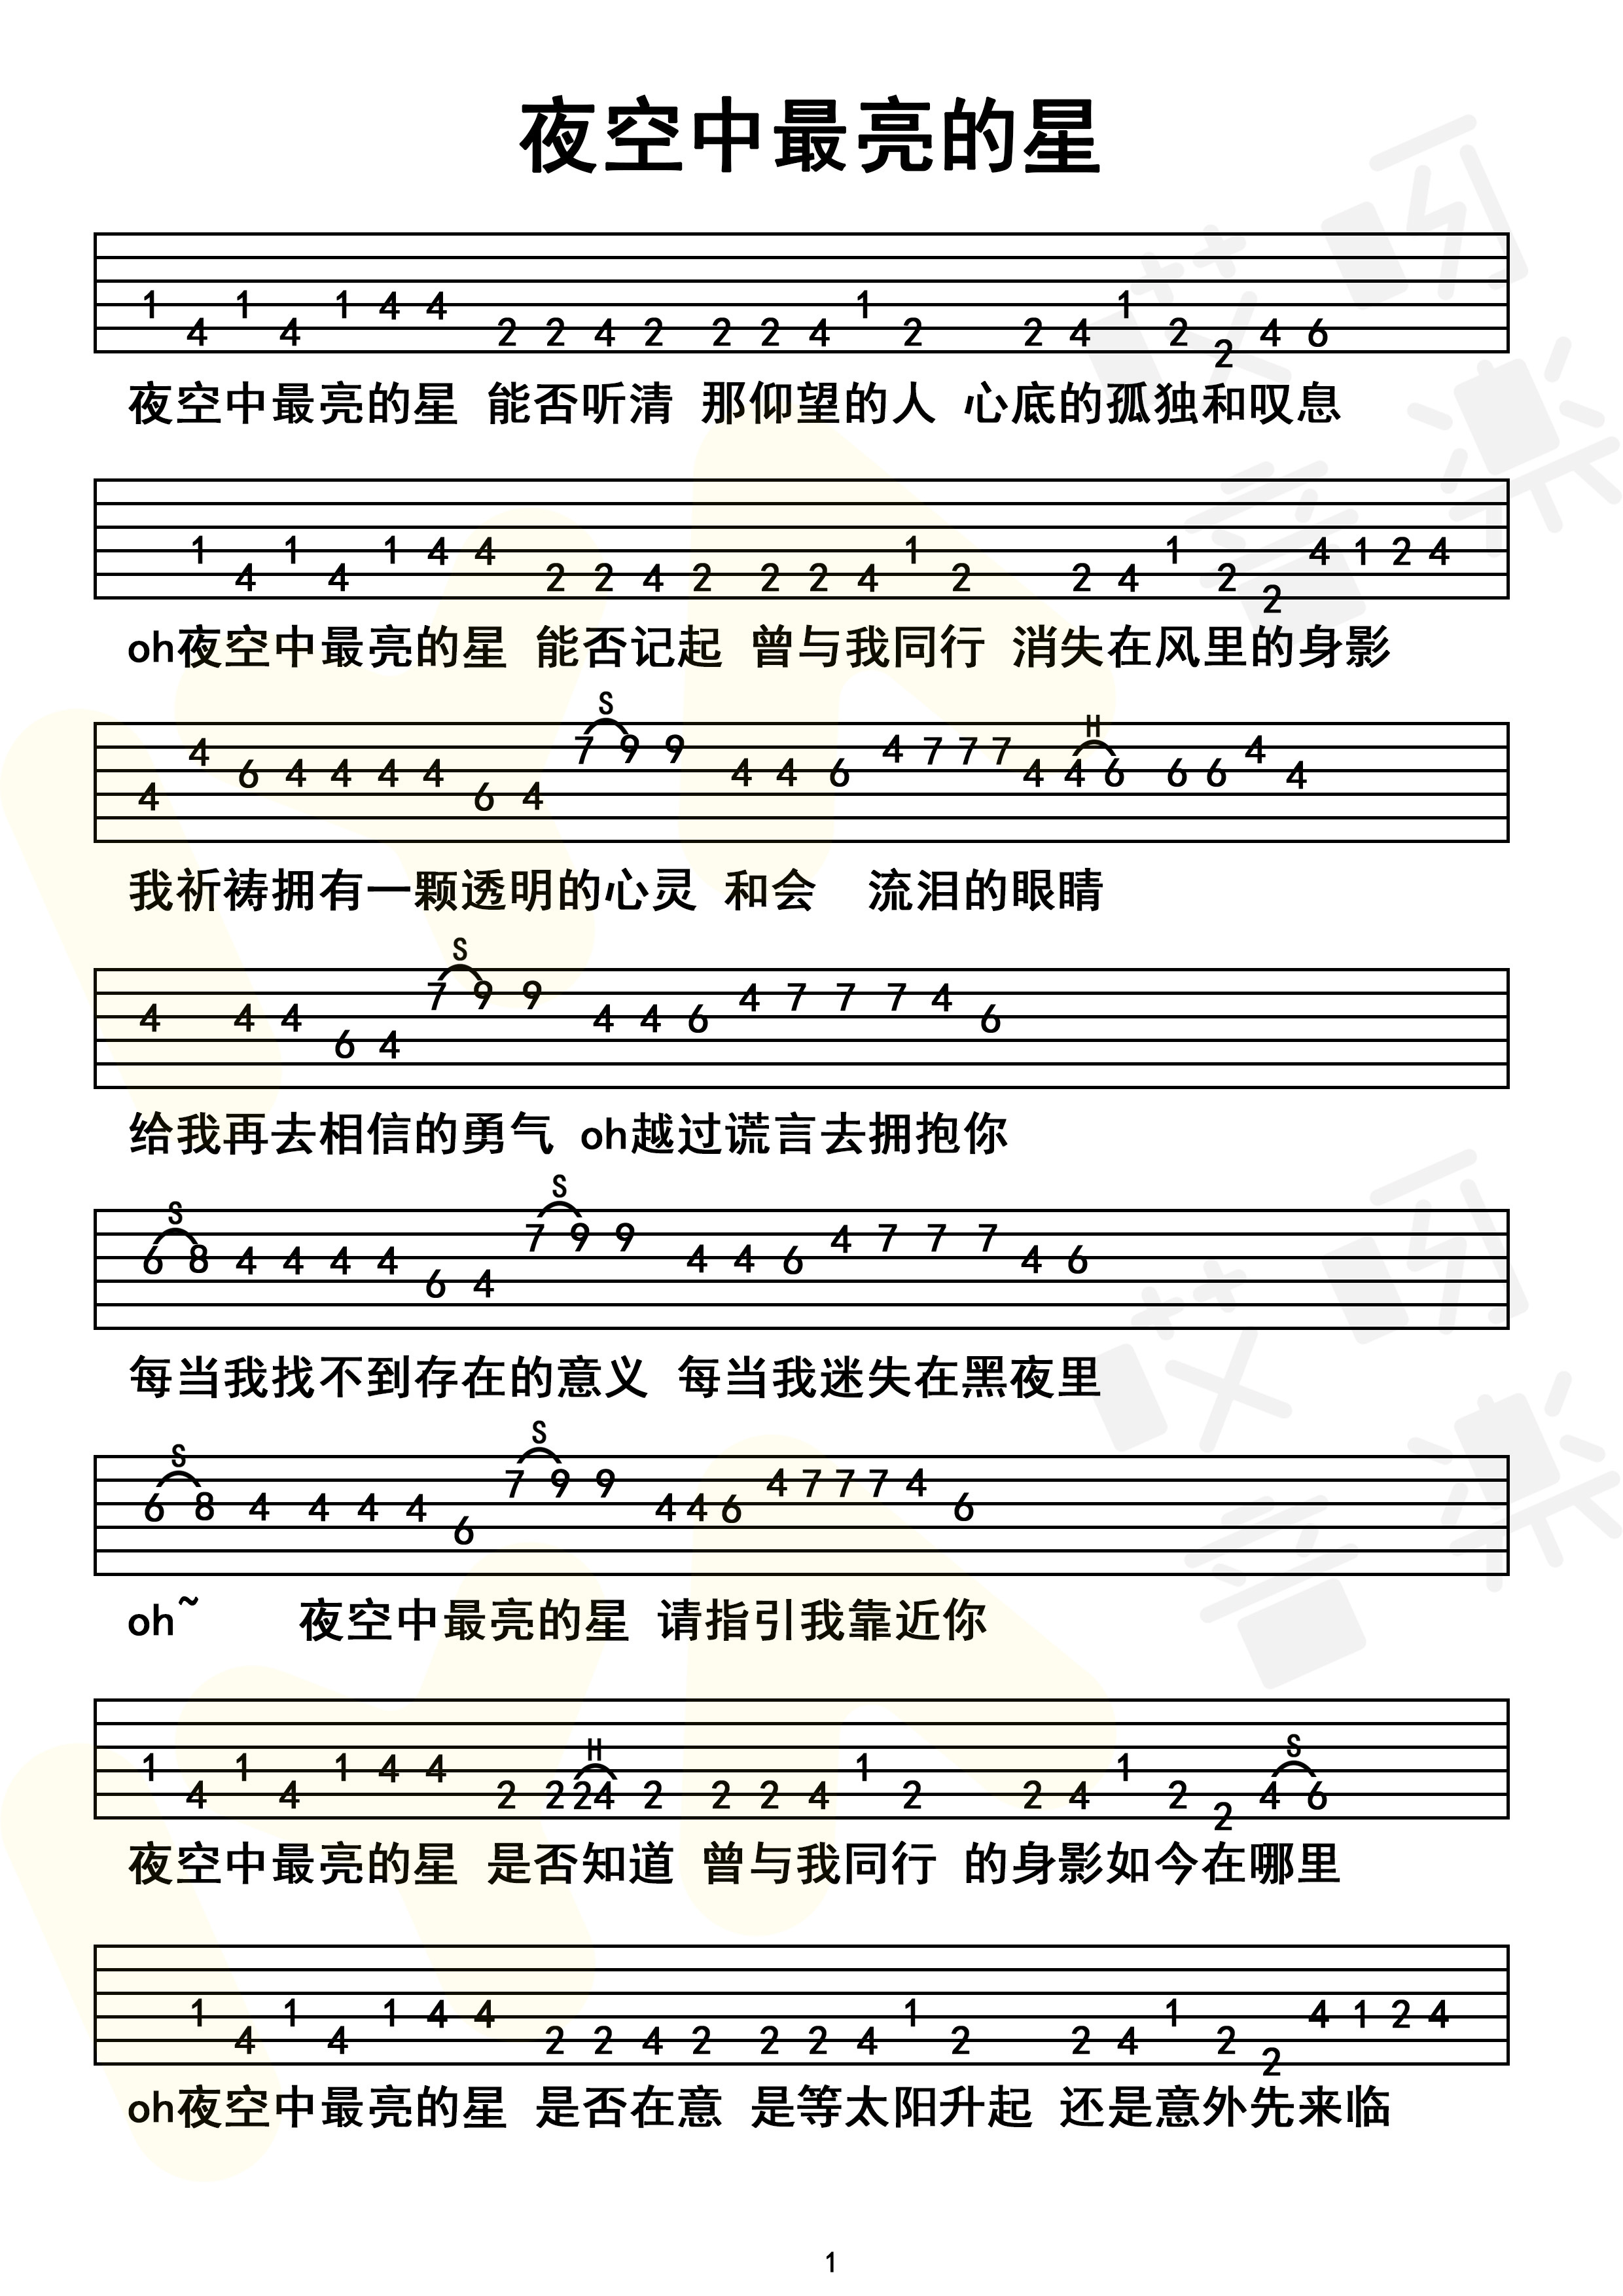 夜空中最亮的星
1 4 1 4 1 4 4 2 2 4 2 2 2 4 1 2 2 4 1 2 2 4 6
夜空中最亮的星 能否听清 那仰望的人 心底的孤独和叹息
1 4 1 4 1 4 4 2 2 4 2 2 2 4 1 2 2 4 1 2 2 4 1 2 4
oh夜空中最亮的星 能否记起 曾与我同行 消失在风里的身影
S H
4 4 6 4 4 4 4 6 4 7 9 9 4 4 6 4 7 7 7 4 4 6 6 6 4 4
我祈祷拥有一颗透明的心灵 和会 流泪的眼睛
S
4 4 4 6 4 7 9 9 4 4 6 4 7 7 7 4 6
给我再去相信的勇气 oh越过谎言去拥抱你
S S
6 8 4 4 4 4 6 4 7 9 9 4 4 6 4 7 7 7 4 6
每当我找不到存在的意义 每当我迷失在黑夜里
S S
6 8 4 4 4 4 6 7 9 9 4 4 6 4 7 7 7 4 6
oh~ 夜空中最亮的星 请指引我靠近你
H S
1 4 1 4 1 4 4 2 2 2 4 2 2 2 4 1 2 2 4 1 2 2 4 6
夜空中最亮的星 是否知道 曾与我同行 的身影如今在哪里
1 4 1 4 1 4 4 2 2 4 2 2 2 4 1 2 2 4 1 2 2 4 1 2 4
oh夜空中最亮的星 是否在意 是等太阳升起 还是意外先来临
1